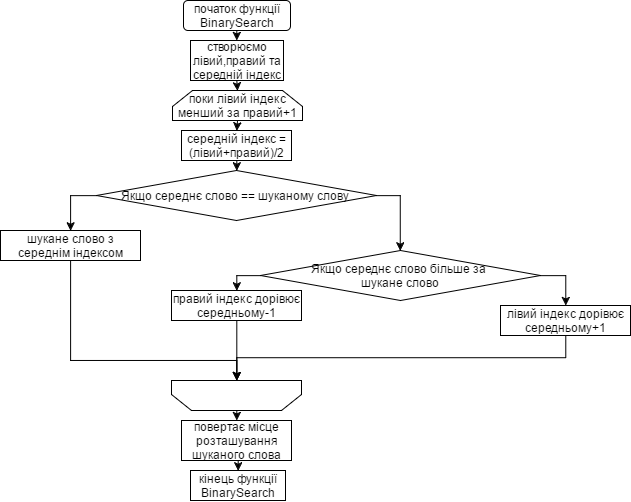 початок функції
BinarySearch
створюємо
лівий,правий та
середній індекс
поки лівий індекс
менший за правий+1
середній індекс =
(лівий+правий)/2
Якщо середнє слово == шуканому слову
шукане слово з
середнім індексом
Якщо середнє слово більше за
шукане слово
правий індекс дорівює
середньому-1
лівий індекс дорівює
середньому+1
повертає місце
розташування
шуканого слова
кінець функції
BinarySearch